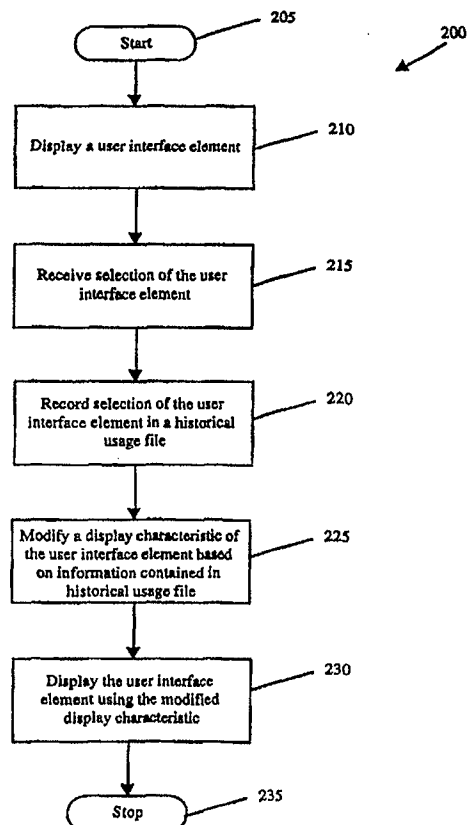 Start
205
200
Display a user interface element
210
Receive selection of the user
interface element
215
Record selection of the user
interface element in a historical
usage file
220
Modify a display characteristic
of the user interface element based
on information contained in
historical usage file
225
Display the user interface
element using the modified
display characteristic
230
Stop
235